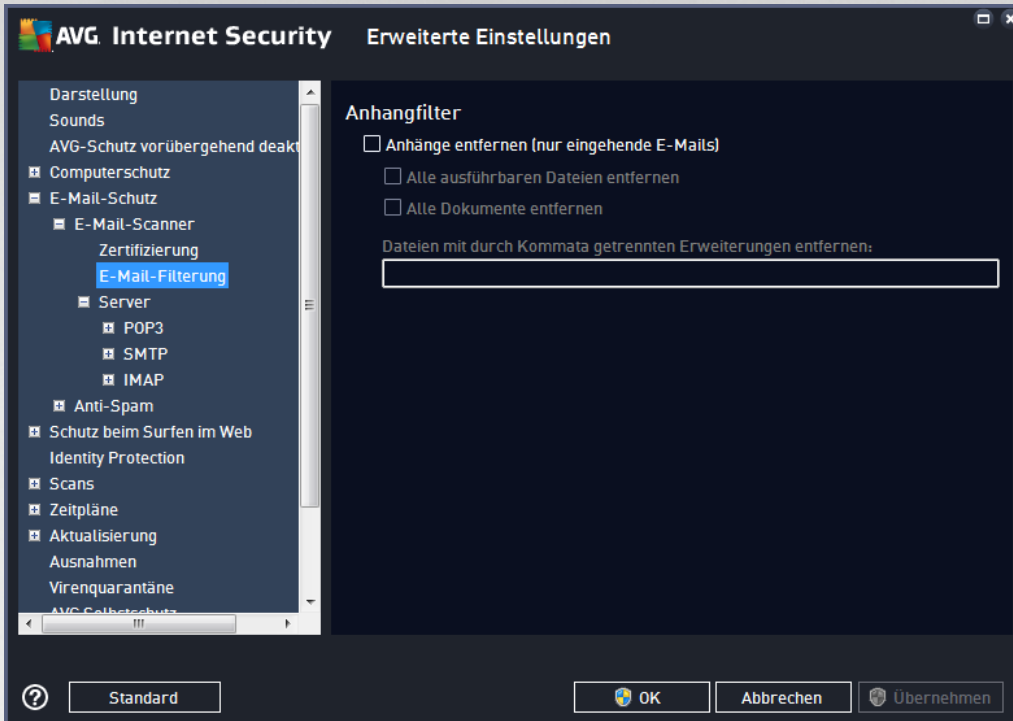 AVG Internet Security Erweiterte Einstellungen
Darstellung
Sounds
AVG-Schutz vorübergehend deakt
Computerschutz
E-Mail-Schutz
E-Mail-Scanner
Zertifizierung
E-Mail-Filterung
Server
POP3
SMTP
IMAP
Anti-Spam
Schutz beim Surfen im Web
Identity Protection
Scans
Zeitpläne
Aktualisierung
Ausnahmen
Virenquarantäne
AVG Selbstschutz
Anhangfilter
Anhänge entfernen (nur eingehende E-Mails)
Alle ausführbaren Dateien entfernen
Alle Dokumente entfernen
Dateien mit durch Kommata getrennten Erweiterungen entfernen:
Standard
OK
Abbrechen
Übernehmen